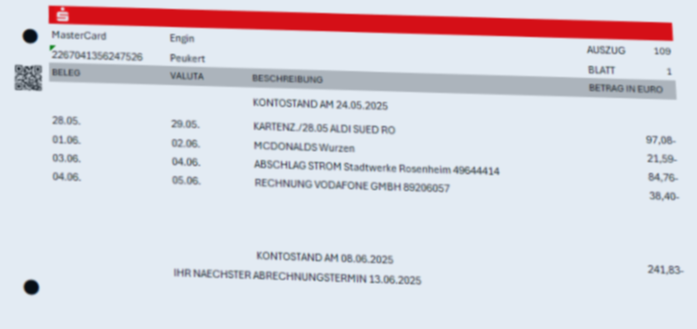 MasterCard Engin AUSZUG 109
2267041356247526 Peukert BLATT 1
BELEG VALUTA BESCHREIBUNG BETRAG IN EURO
KONTOSTAND AM 24.05.2025
28.05. 29.05. KARTENZ./28.05 ALDI SUED RO 97,08-
01.06. 02.06. MCDONALDS Wurzen 21,59-
03.06. 04.06. ABSCHLAG STROM Stadtwerke Rosenheim 49644414 84,76-
04.06. 05.06. RECHNUNG VODAFONE GMBH 89206057 38,40-
KONTOSTAND AM 08.06.2025 241,83-
IHR NAECHSTER ABRECHNUNGSTERMIN 13.06.2025